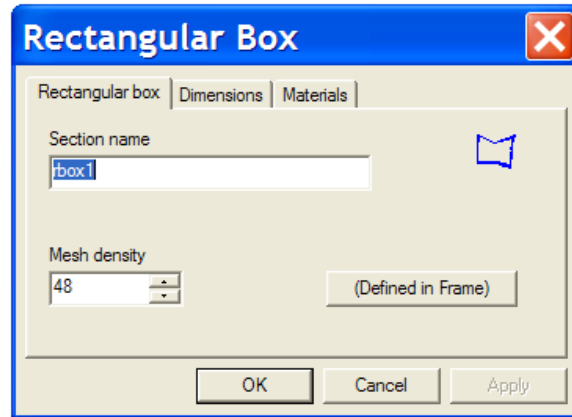 Rectangular Box
Rectangular box Dimensions Materials
Section name
rbox1
Mesh density
48 (Defined in Frame)
OK Cancel Apply